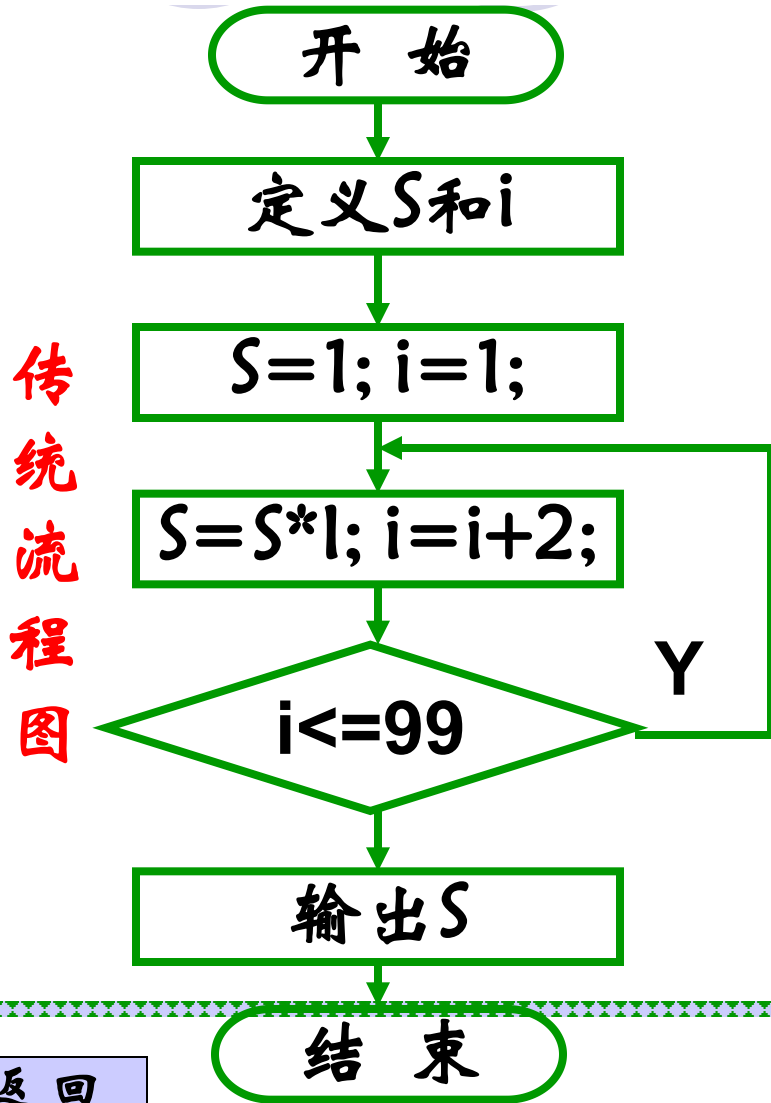 开 始
定义S和i
S=1; i=1;
S=S*I; i=i+2;
i<=99
Y
输出S
结 束
传统流程图
返 回